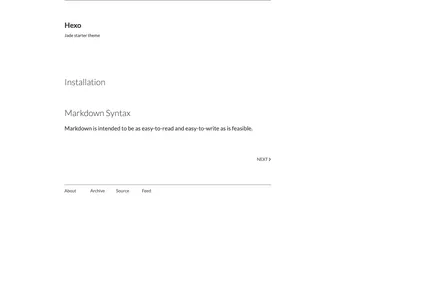 Hexo
Jade starter theme
Installation
Markdown Syntax
Markdown is intended to be as easy-to-read and easy-to-write as is feasible.
NEXT
About Archive Source Feed